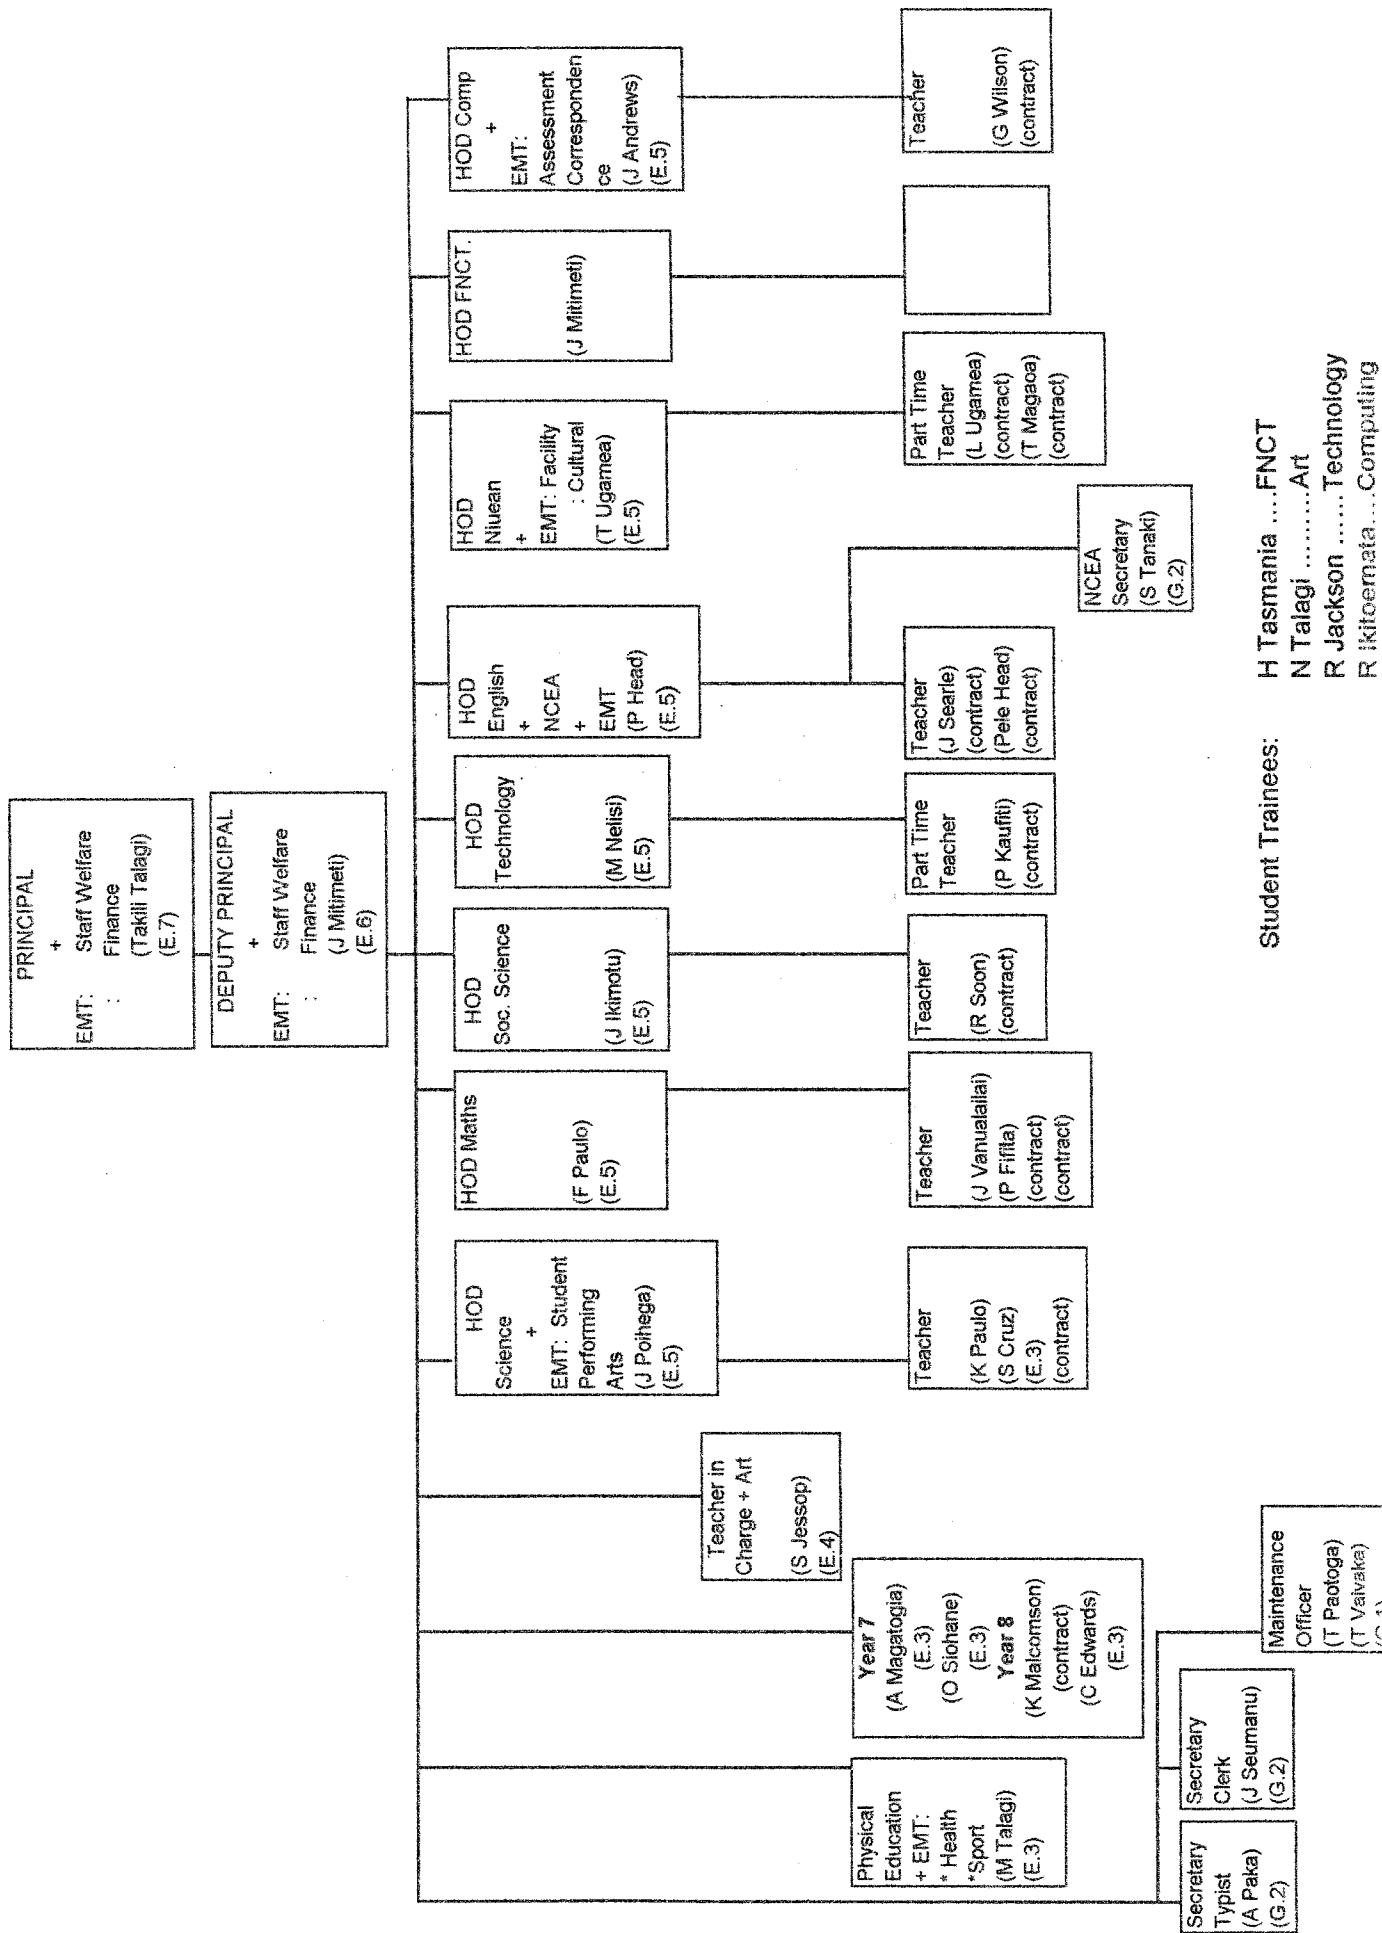 PRINCIPAL
+
EMT: Staff Welfare
: Finance
(Takili Talagi)
(E.7)
DEPUTY PRINCIPAL
+
EMT: Staff Welfare
: Finance
(J Mitimeti)
(E.6)
Physical
Education
+ EMT:
* Health
*Sport
(M Talagi)
(E.3)
Year 7
(A Magatogia)
(E.3)
(O Siohane)
(E.3)
Year 8
(K Malcomson)
(contract)
(C Edwards)
(E.3)
Teacher in
Charge + Art
(S Jessop)
(E.4)
HOD
Science
+
EMT: Student
Performing
Arts
(J Poihega)
(E.5)
HOD Maths
(F Paulo)
(E.5)
HOD
Soc. Science
(J Ikimotu)
(E.5)
HOD
Technology
(M Nelisi)
(E.5)
HOD
English
+
NCEA
+
EMT
(P Head)
(E.5)
HOD
Niuean
+
EMT: Facility
: Cultural
(T Ugamea)
(E.5)
HOD FNCT.
(J Mitimeti)
HOD Comp
+
EMT:
Assessment
Corresponden
ce
(J Andrews)
(E.5)
Teacher
(K Paulo)
(S Cruz)
(E.3)
(contract)
Teacher
(J Vanualailai)
(P Fifita)
(contract)
(contract)
Teacher
(R Soon)
(contract)
Part Time
Teacher
(P Kaufiti)
(contract)
Teacher
(J Searle)
(contract)
(Pele Head)
(contract)
Part Time
Teacher
(L Ugamea)
(contract)
(T Magaoa)
(contract)
Teacher
(G Wilson)
(contract)
NCEA
Secretary
(S Tanaki)
(G.2)
Secretary
Typist
(A Paka)
(G.2)
Secretary
Clerk
(J Seumanu)
(G.2)
Maintenance
Officer
(T Paotoga)
(T Vaivaka)
(G.1)
Student Trainees: H Tasmania ....FNCT
N Talagi .........Art
R Jackson ......Technology
R Ikitoemata....Computing